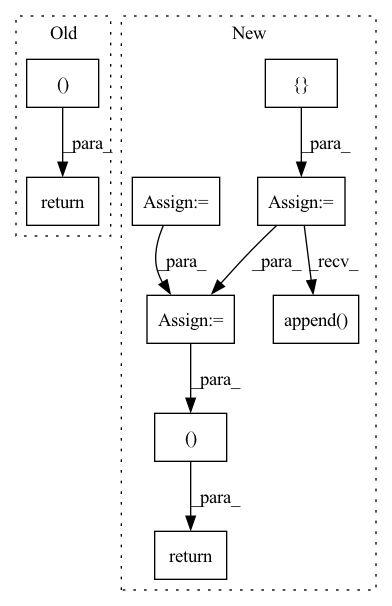 Old
New
()
{}
_para_
_para_
return
Assign:=
Assign:=
_para_
_para_
_recv_
Assign:=
append()
_para_
()
_para_
return